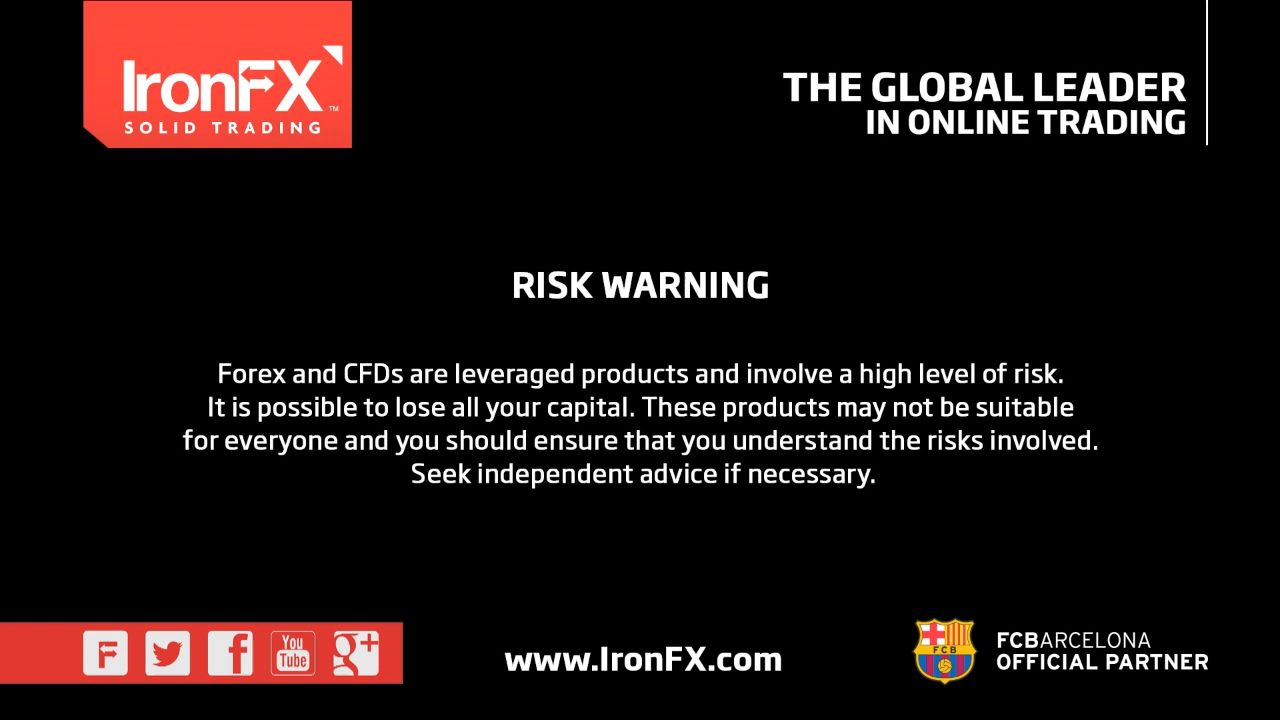 IronFX™
SOLID TRADING
THE GLOBAL LEADER
IN ONLINE TRADING
RISK WARNING
Forex and CFDs are leveraged products and involve a high level of risk.
It is possible to lose all your capital. These products may not be suitable
for everyone and you should ensure that you understand the risks involved.
Seek independent advice if necessary.
F
f
You
Tube
g+
www.IronFX.com
FCB
FCBARCELONA
OFFICIAL PARTNER